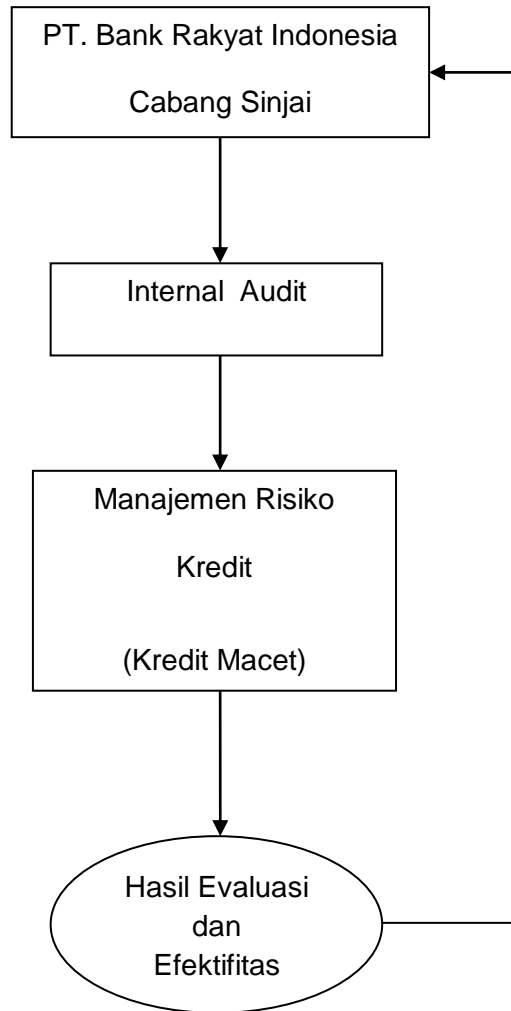 PT. Bank Rakyat Indonesia
Cabang Sinjai
Internal Audit
Manajemen Risiko
Kredit
(Kredit Macet)
Hasil Evaluasi
dan
Efektifitas